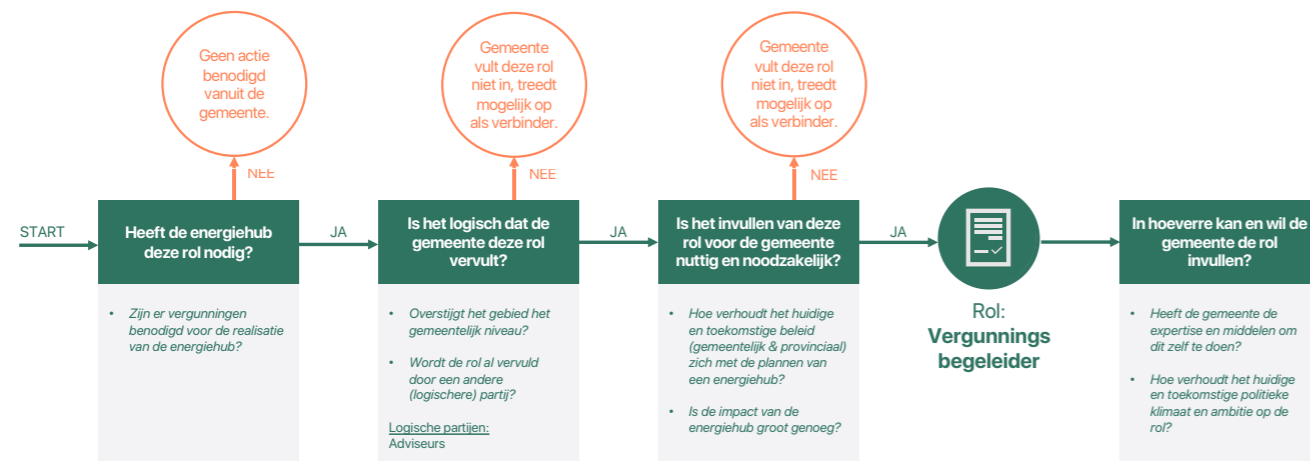 Geen actie
benodigd
vanuit de
gemeente.
Gemeente
vult deze rol
niet in, treedt
mogelijk op
als verbinder.
Gemeente
vult deze rol
niet in, treedt
mogelijk op
als verbinder.
NEE
NEE
NEE
START
Heeft de energiehub
deze rol nodig?
JA
Is het logisch dat de
gemeente deze rol
vervult?
JA
Is het invullen van deze
rol voor de gemeente
nuttig en noodzakelijk?
JA
In hoeverre kan en wil de
gemeente de rol
invullen?
• Zijn er vergunningen
benodigd voor de realisatie
van de energiehub?
• Overstijgt het gebied het
gemeentelijk niveau?
• Wordt de rol al vervuld
door een andere
(logischere) partij?
Logische partijen:
Adviseurs
• Hoe verhoudt het huidige
en toekomstige beleid
(gemeentelijk & provinciaal)
zich met de plannen van
een energiehub?
• Is de impact van de
energiehub groot genoeg?
Rol:
Vergunnings
begeleider
• Heeft de gemeente de
expertise en middelen om
dit zelf te doen?
• Hoe verhoudt het huidige
en toekomstige politieke
klimaat en ambitie op de
rol?